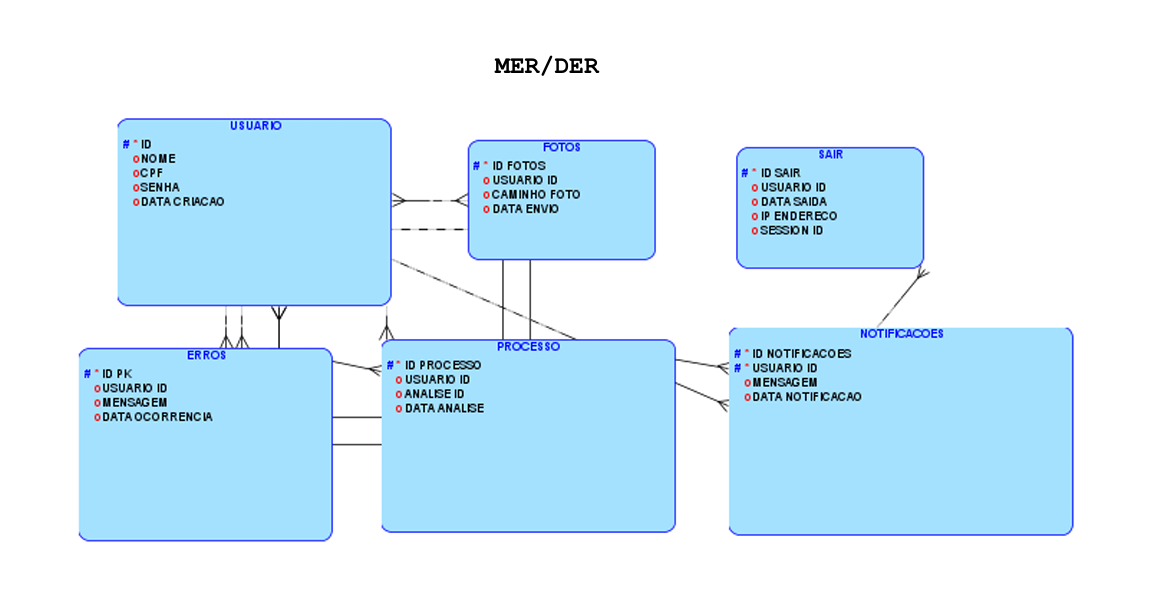 MER/DER
USUARIO
# * ID
o NOME
o CPF
o SENHA
o DATA CRIACAO
FOTOS
# * ID FOTOS
o USUARIO ID
o CAMINHO FOTO
o DATA ENVIO
SAIR
# * ID SAIR
o USUARIO ID
o DATA SAIDA
o IP ENDERECO
o SESSION ID
ERROS
# * ID PK
o USUARIO ID
o MENSAGEM
o DATA OCORRENCIA
PROCESSO
# * ID PROCESSO
o USUARIO ID
o ANALISE ID
o DATA ANALISE
NOTIFICACOES
# * ID NOTIFICACOES
# * USUARIO ID
o MENSAGEM
o DATA NOTIFICACAO